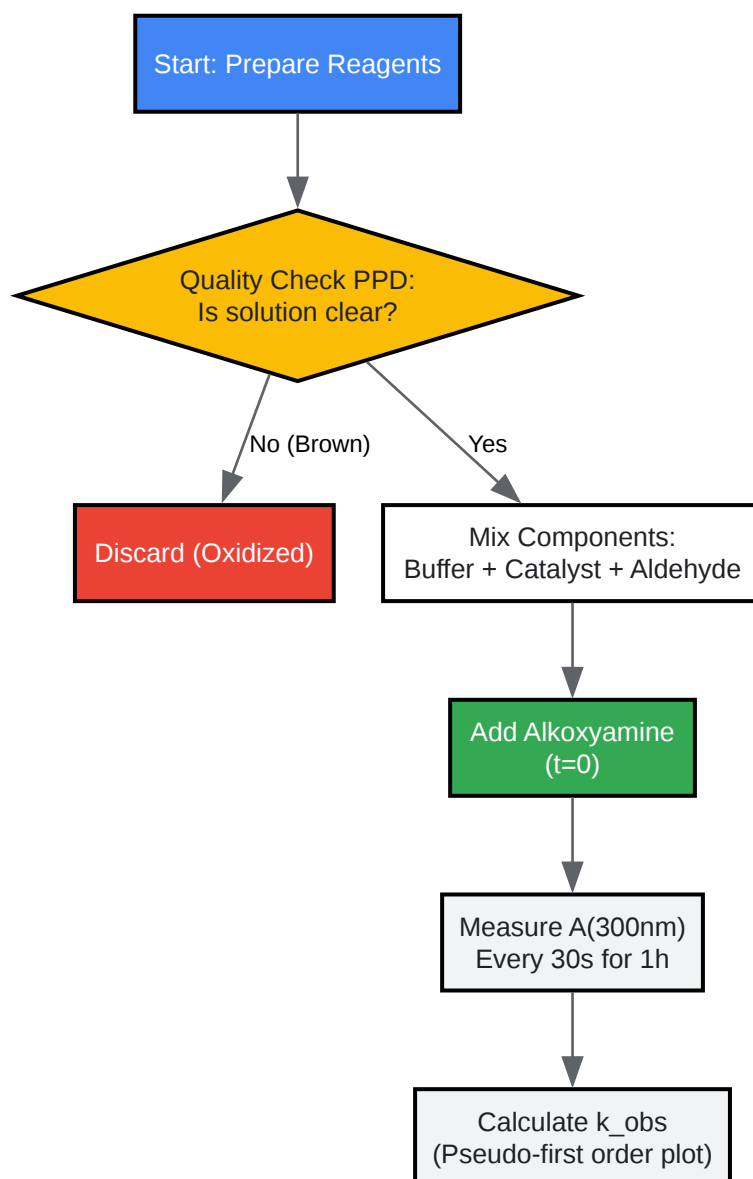 Start: Prepare Reagents
Quality Check PPD:
Is solution clear?
No (Brown)
Yes
Discard (Oxidized)
Mix Components:
Buffer + Catalyst + Aldehyde
Add Alkoxyamine
(t=0)
Measure A(300nm)
Every 30s for 1h
Calculate k_obs
(Pseudo-first order plot)